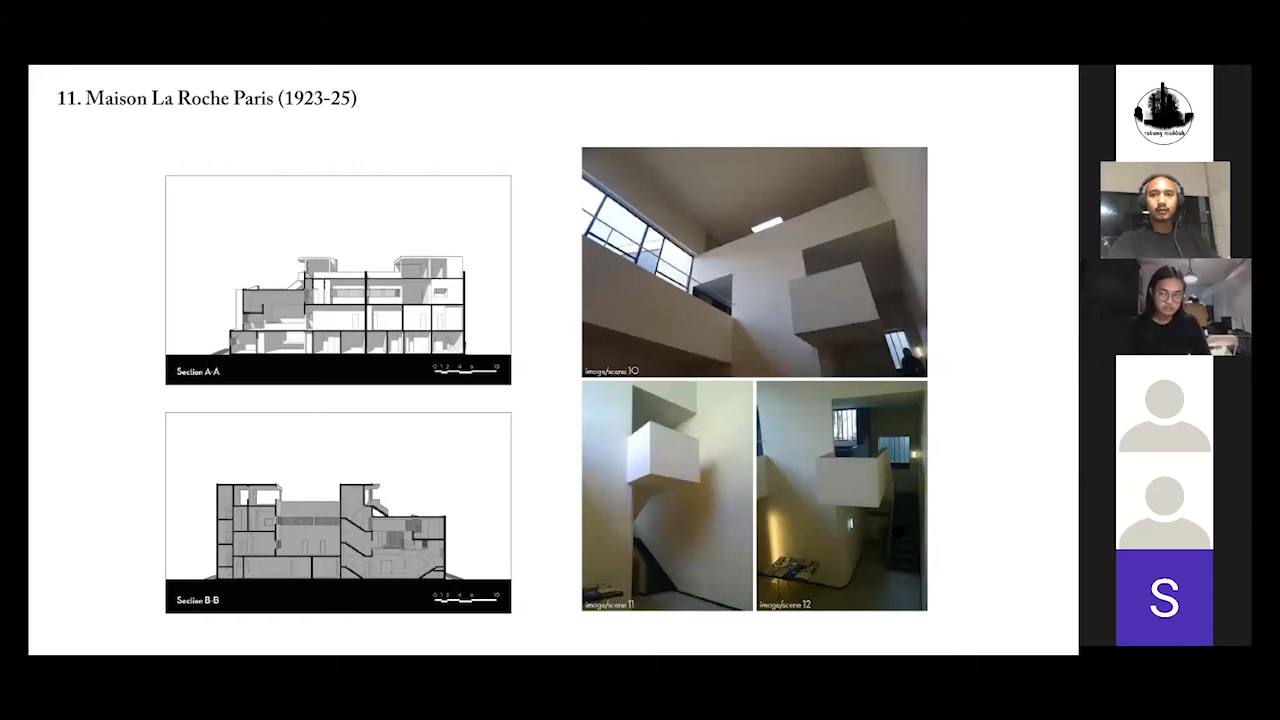 11. Maison La Roche Paris (1923-25)
Section A-A
image/scene 10
Section B-B
image/scene 11
image/scene 12
S